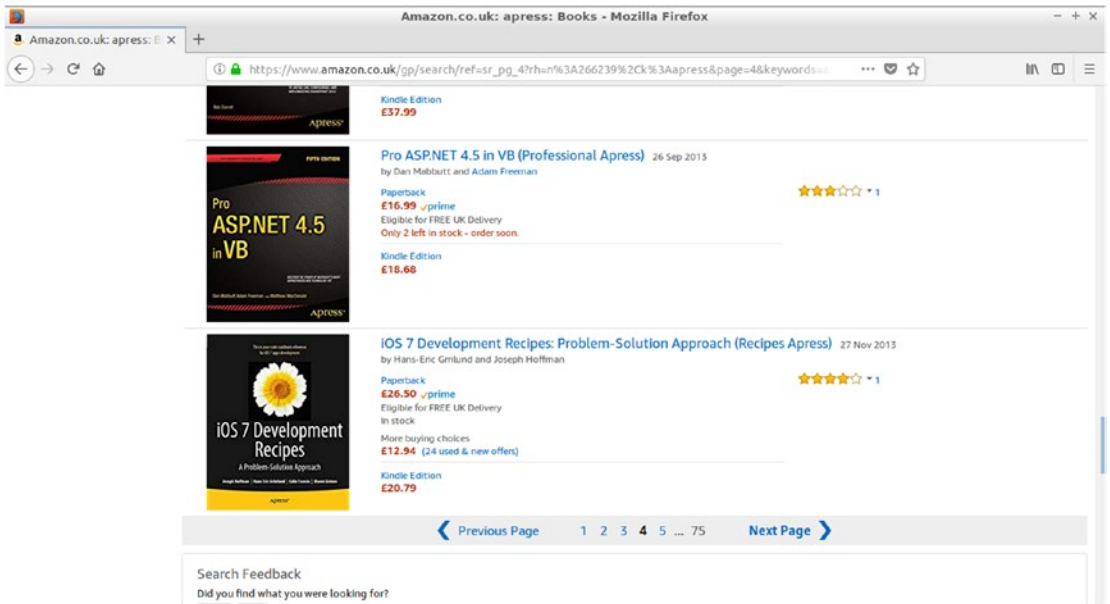 Amazon.co.uk: apress: Books - Mozilla Firefox
Amazon.co.uk: apress: B
https://www.amazon.co.uk/gp/search/ref=sr_pg_4?rh=n%3A266239%2Ck%3Aapress&page=4&keywords=
Apress®
Kindle Edition
£37.99
FIFTH EDITION
Pro
ASP.NET 4.5
in VB
Apress®
Pro ASP.NET 4.5 in VB (Professional Apress) 26 Sep 2013
by Dan Mabbutt and Adam Freeman
Paperback
£16.99 prime
Eligible for FREE UK Delivery
Only 2 left in stock - order soon.
Kindle Edition
£18.68
1
iOS 7 Development
Recipes
A Problem-Solution Approach
Apress®
iOS 7 Development Recipes: Problem-Solution Approach (Recipes Apress) 27 Nov 2013
by Hans-Eric Grnlund and Joseph Hoffman
Paperback
£26.50 prime
Eligible for FREE UK Delivery
In stock
More buying choices
£12.94 (24 used & new offers)
Kindle Edition
£20.79
1
Previous Page 1 2 3 4 5 ... 75 Next Page
Search Feedback
Did you find what you were looking for?